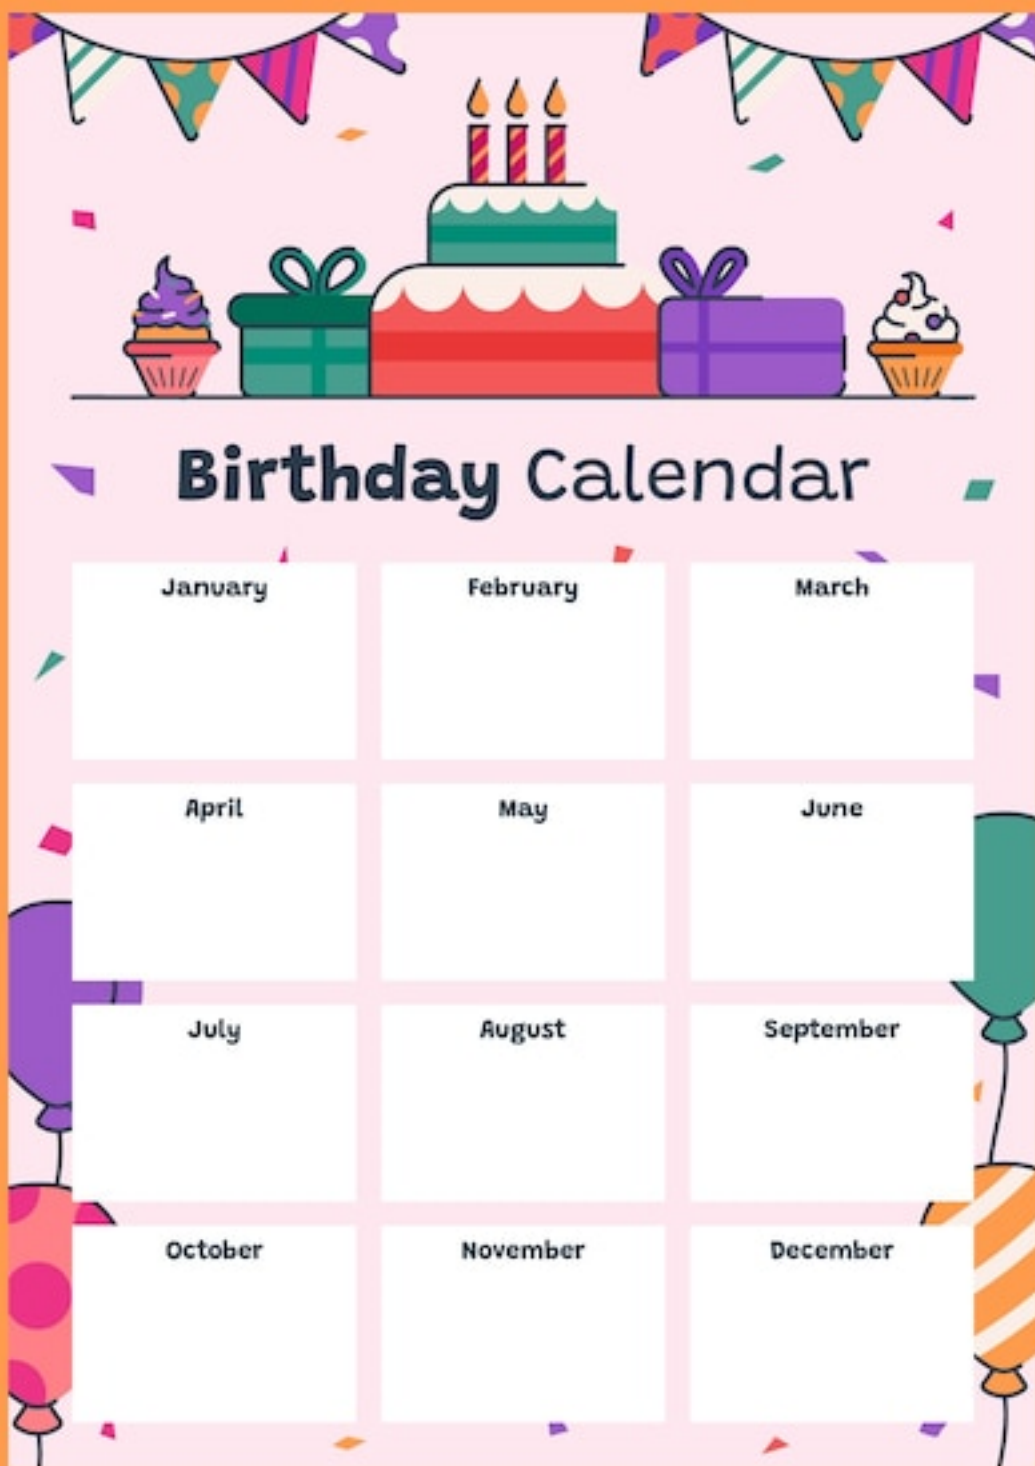 Birthday Calendar
January February March
April May June
July August September
October November December